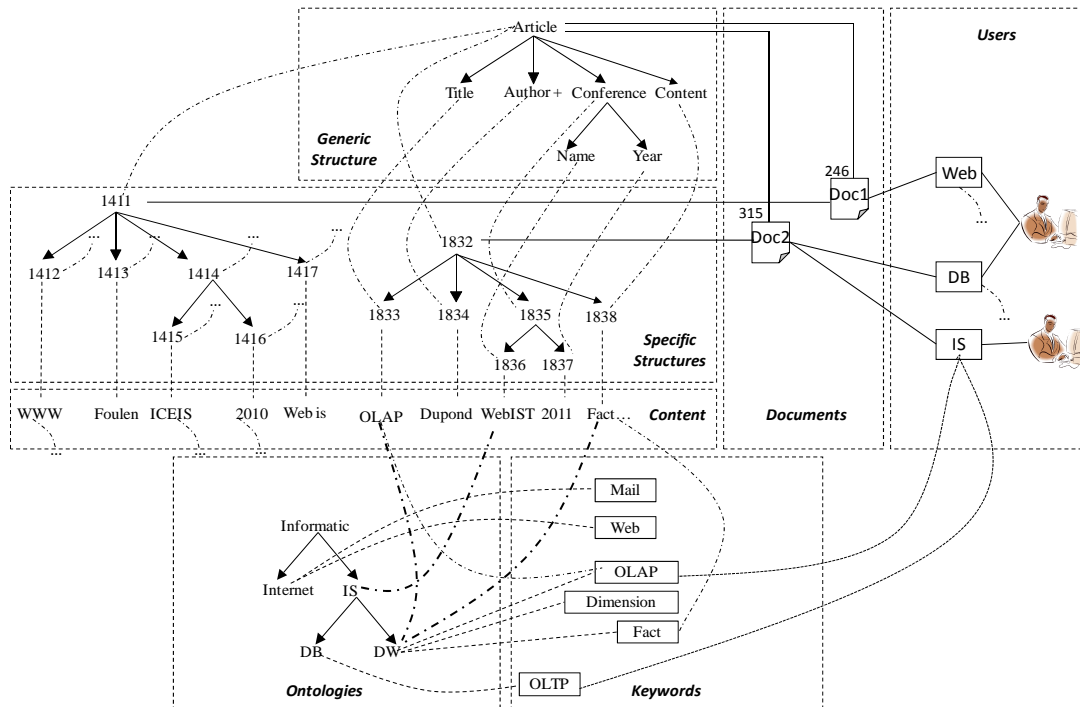 Article
Users
Title
Author +
Conference
Content
Generic
Structure
Name
Year
246
Doc1
Web
...
315
Doc2
1411
...
...
...
...
1832
1412
1413
1414
1417
DB
...
...
...
1833
1834
1835
1838
1415
1416
IS
Specific
Structures
1836
1837
WWW
Foulen
ICEIS
2010
Web is
OLAP
Dupond
WebIST
2011
Fact...
Content
Documents
...
...
...
Mail
Informatic
Web
Internet
IS
OLAP
Dimension
Fact
DB
DW
OLTP
Ontologies
Keywords